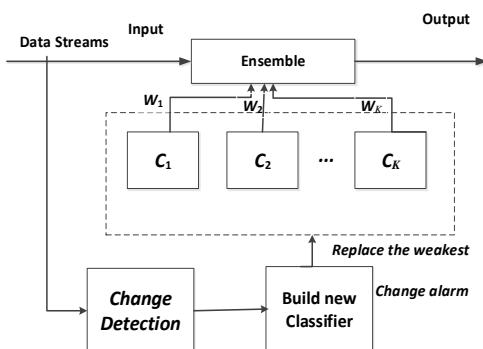 Output
Input
Data Streams
Ensemble
W1
W2
WK
C1
C2
...
CK
Replace the weakest
Change alarm
Change
Detection
Build new
Classifier